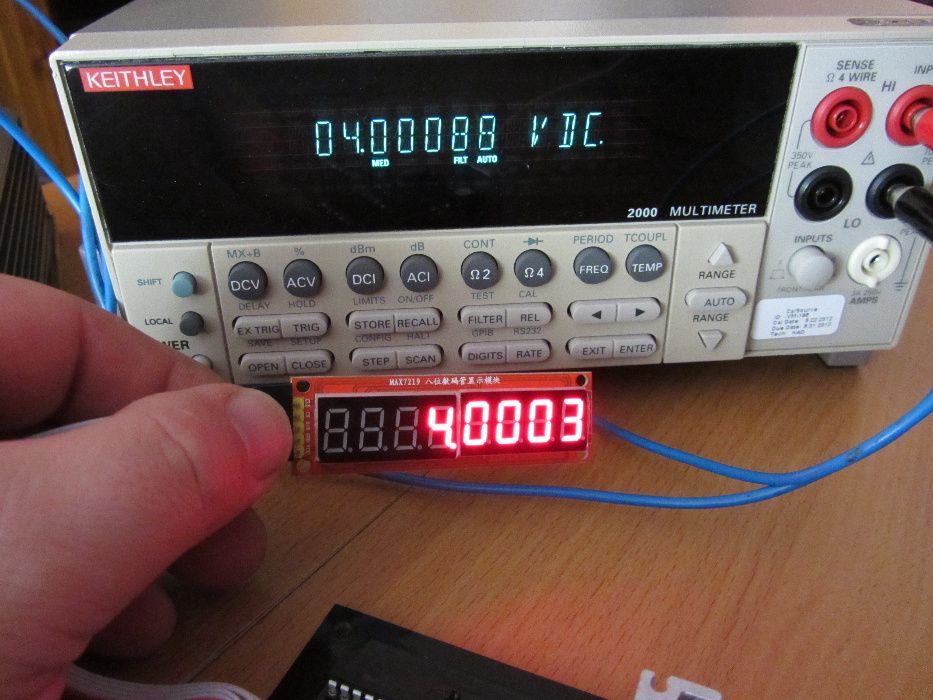 KEITHLEY
04.00088 VDC.
MED FILT AUTO
2000 MULTIMETER
SENSE
Ω 4 WIRE
HI
350V
PEAK
LO
INPUTS
AMPS
MX+B % dBm dB CONT PERIOD TCOUPL
SHIFT
DCV ACV DCI ACI Ω2 Ω4 FREQ TEMP
DELAY HOLD LIMITS ON/OFF TEST CAL
RANGE
AUTO
RANGE
LOCAL
EX TRIG TRIG STORE RECALL FILTER REL
SAVE SETUP CONFIG HALT GPIB RS232
OPEN CLOSE STEP SCAN DIGITS RATE EXIT ENTER
MAX7219 八位数码管显示模块
4.0003